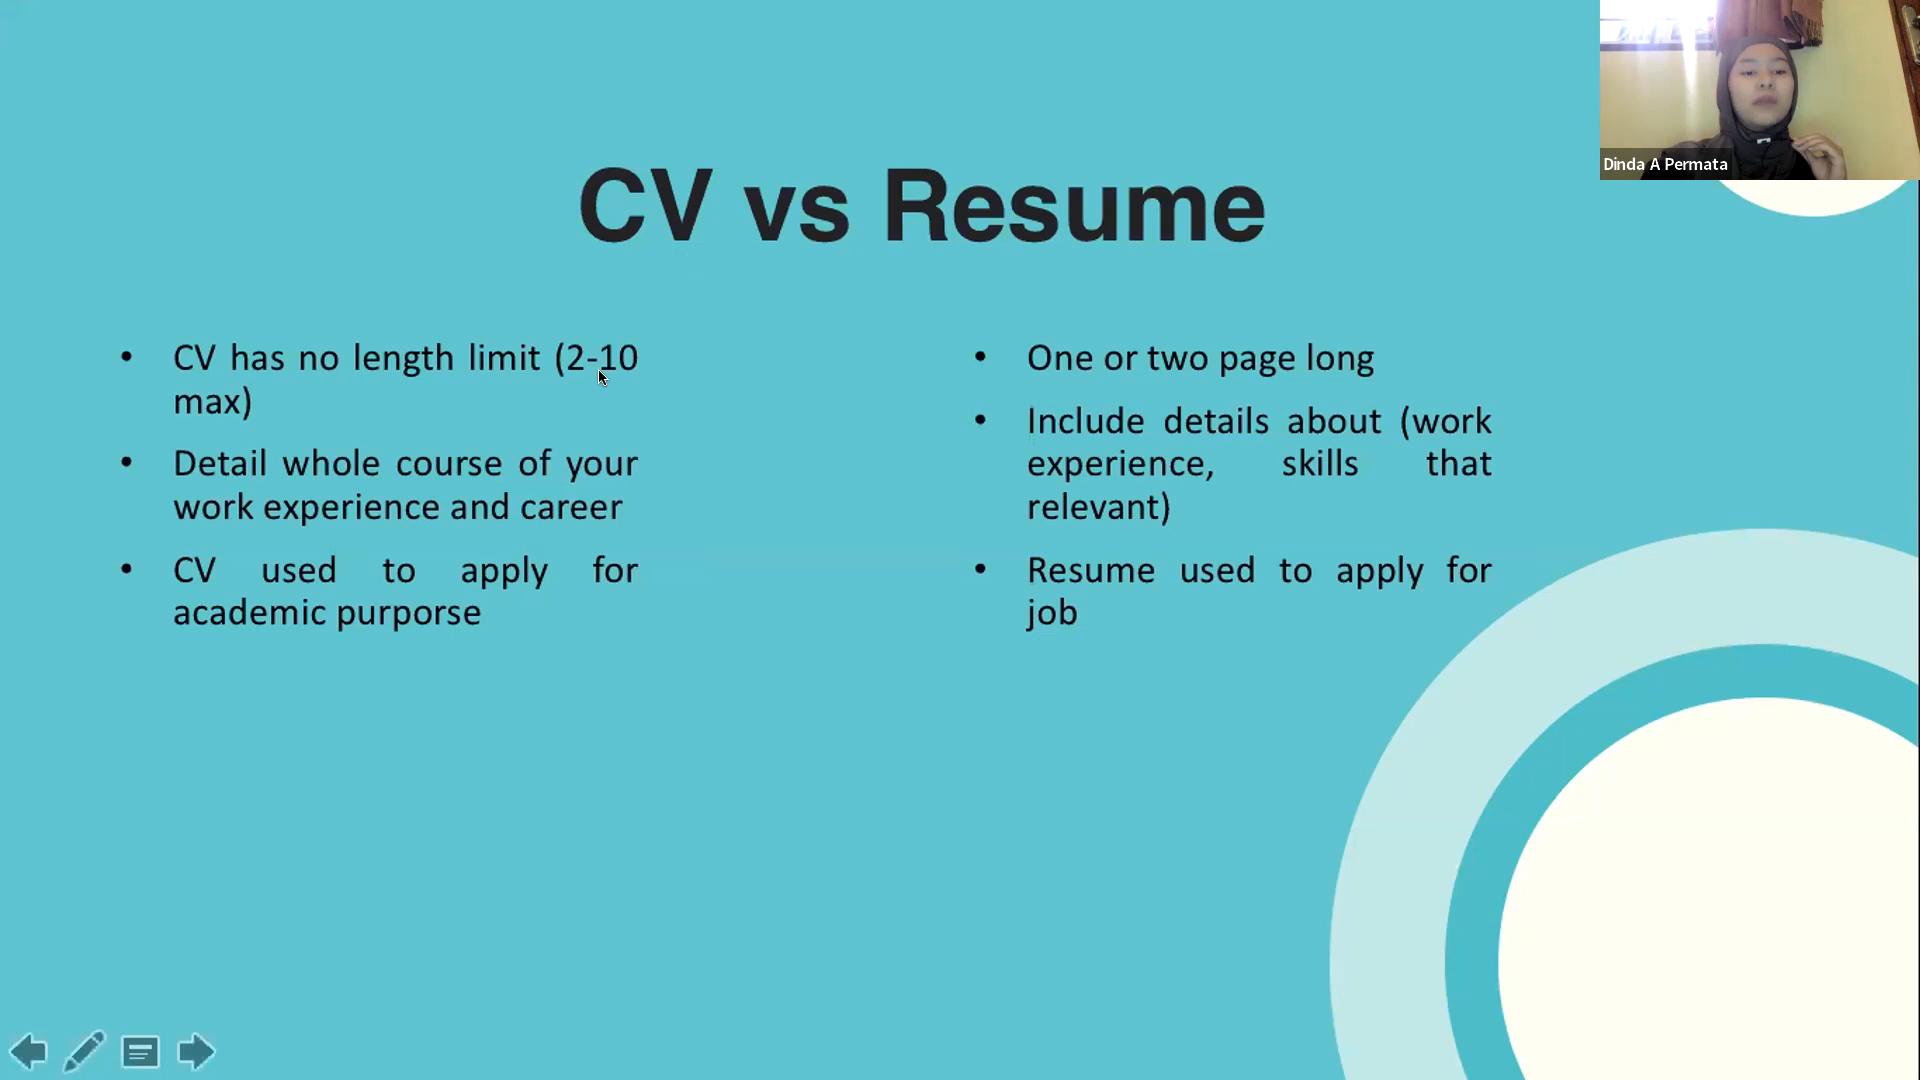 Dinda A Permata
CV vs Resume
• CV has no length limit (2-10
max)
• Detail whole course of your
work experience and career
• CV used to apply for
academic purporse
• One or two page long
• Include details about (work
experience, skills that
relevant)
• Resume used to apply for
job